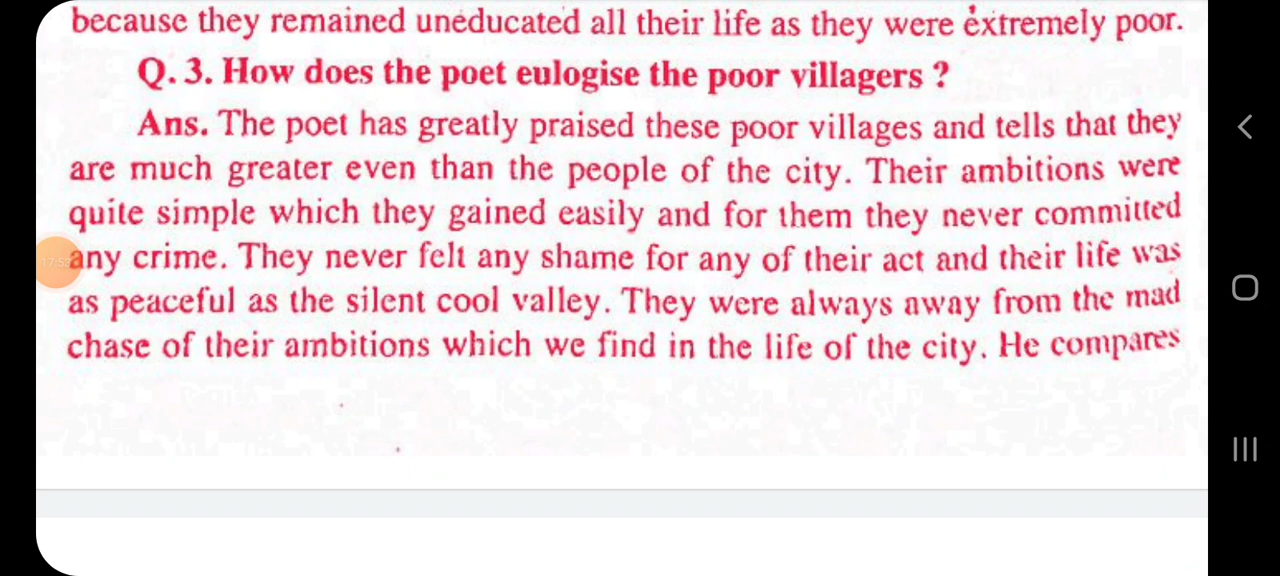 because they remained uneducated all their life as they were extremely poor.
Q. 3. How does the poet eulogise the poor villagers ?
Ans. The poet has greatly praised these poor villages and tells that they
are much greater even than the people of the city. Their ambitions were
quite simple which they gained easily and for them they never committed
any crime. They never felt any shame for any of their act and their life was
as peaceful as the silent cool valley. They were always away from the mad
chase of their ambitions which we find in the life of the city. He compares